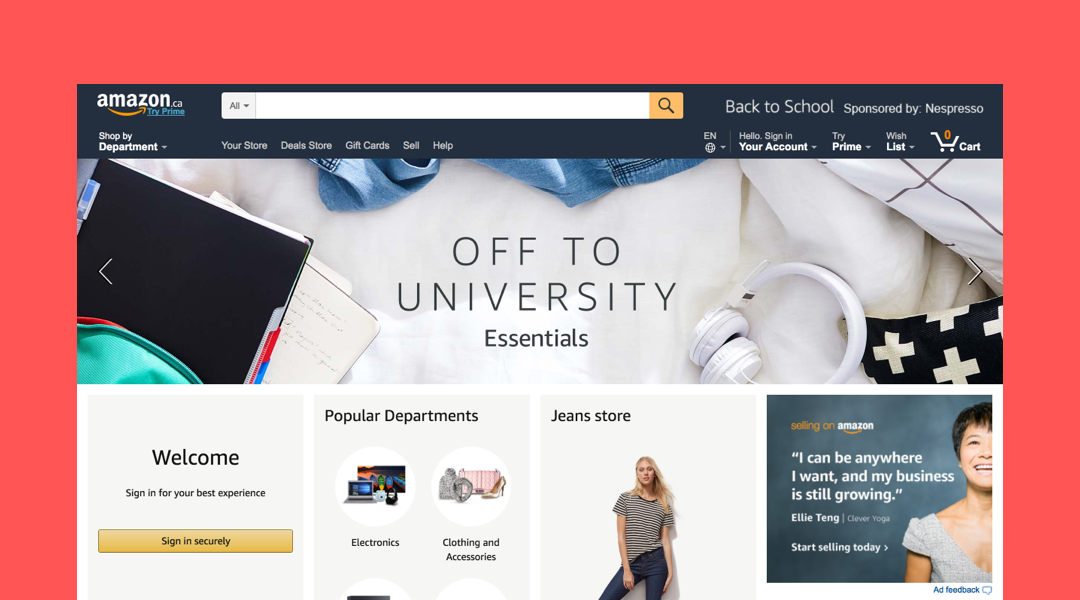 amazon.ca
Try Prime
All
Back to School Sponsored by: Nespresso
Shop by
Department
Your Store Deals Store Gift Cards Sell Help
EN
Hello. Sign in
Your Account
Try
Prime
Wish
List
0
Cart
OFF TO
UNIVERSITY
Essentials
Welcome
Sign in for your best experience
Sign in securely
Popular Departments
Electronics
Clothing and
Accessories
Jeans store
selling on amazon
“I can be anywhere
I want, and my business
is still growing.”
Ellie Teng | Clever Yoga
Start selling today ›
Ad feedback